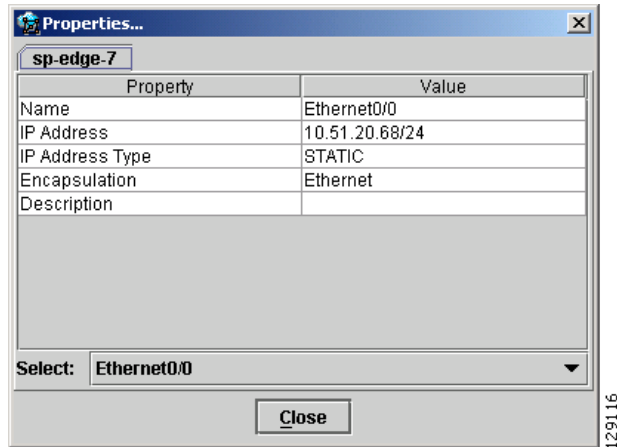 Properties...
sp-edge-7
Property Value
Name Ethernet0/0
IP Address 10.51.20.68/24
IP Address Type STATIC
Encapsulation Ethernet
Description
Select: Ethernet0/0
Close
129116